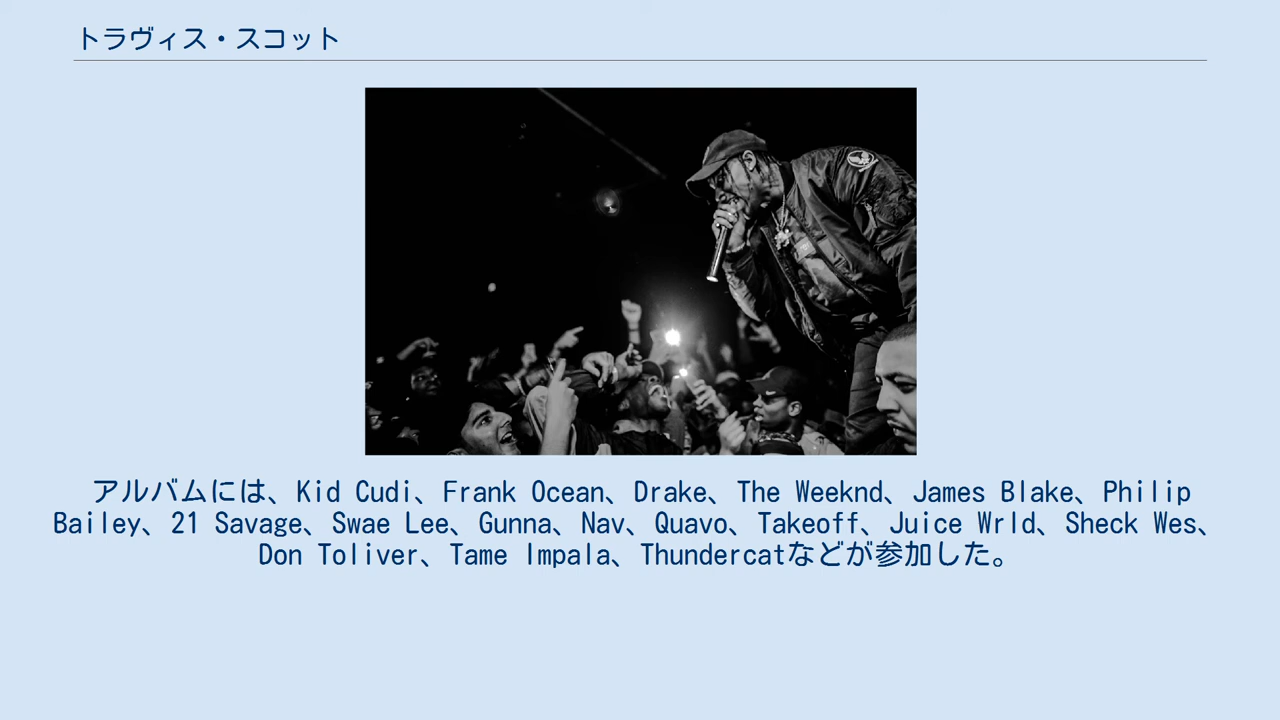 トラヴィス・スコット
アルバムには、Kid Cudi、Frank Ocean、Drake、The Weeknd、James Blake、Philip
Bailey、21 Savage、Swae Lee、Gunna、Nav、Quavo、Takeoff、Juice Wrld、Sheck Wes、
Don Toliver、Tame Impala、Thundercatなどが参加した。